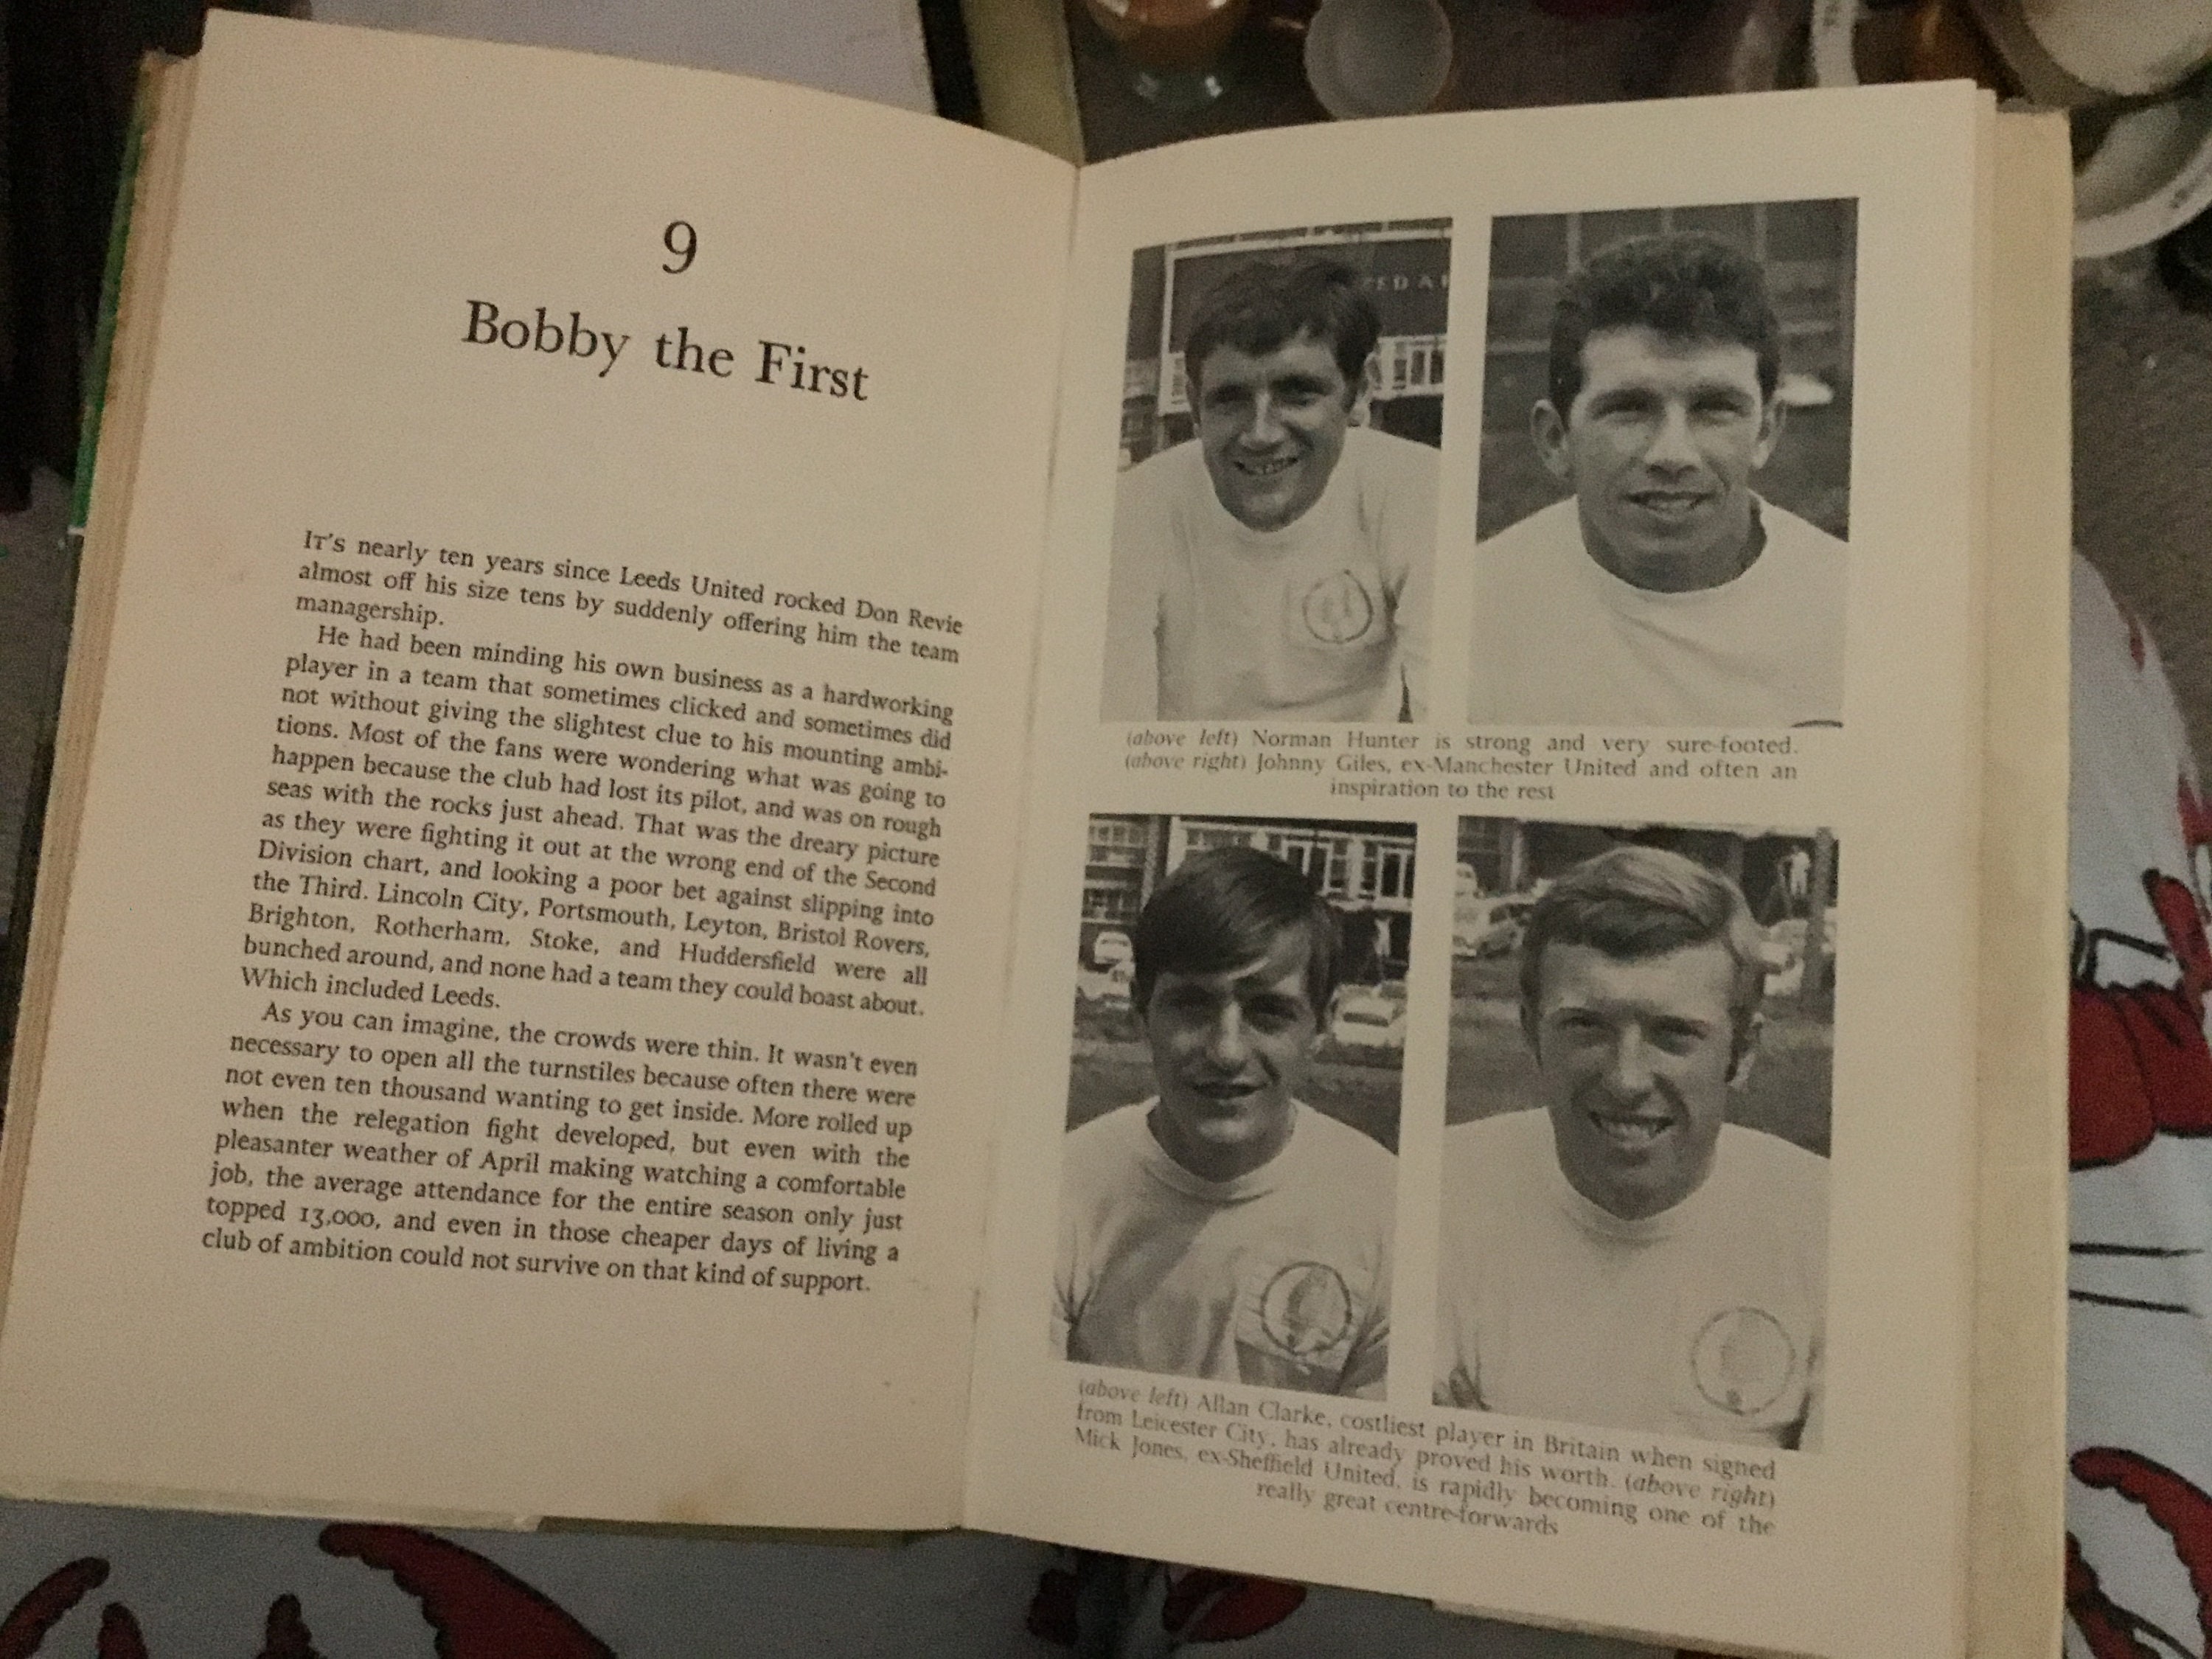 9
Bobby the First
IT'S nearly ten years since Leeds United rocked Don Revie
almost off his size tens by suddenly offering him the team
managership.
He had been minding his own business as a hardworking
player in a team that sometimes clicked and sometimes did
not without giving the slightest clue to his mounting ambi-
tions. Most of the fans were wondering what was going to
happen because the club had lost its pilot, and was on rough
seas with the rocks just ahead. That was the dreary picture
as they were fighting it out at the wrong end of the Second
Division chart, and looking a poor bet against slipping into
the Third. Lincoln City, Portsmouth, Leyton, Bristol Rovers,
Brighton, Rotherham, Stoke, and Huddersfield were all
bunched around, and none had a team they could boast about.
Which included Leeds.
As you can imagine, the crowds were thin. It wasn't even
necessary to open all the turnstiles because often there were
not even ten thousand wanting to get inside. More rolled up
when the relegation fight developed, but even with the
pleasanter weather of April making watching a comfortable
job, the average attendance for the entire season only just
topped 13,000, and even in those cheaper days of living a
club of ambition could not survive on that kind of support.
(above left) Norman Hunter is strong and very sure-footed.
(above right) Johnny Giles, ex-Manchester United and often an
inspiration to the rest
(above left) Allan Clarke, costliest player in Britain when signed
from Leicester City, has already proved his worth. (above right)
Mick Jones, ex-Sheffield United, is rapidly becoming one of the
really great centre-forwards